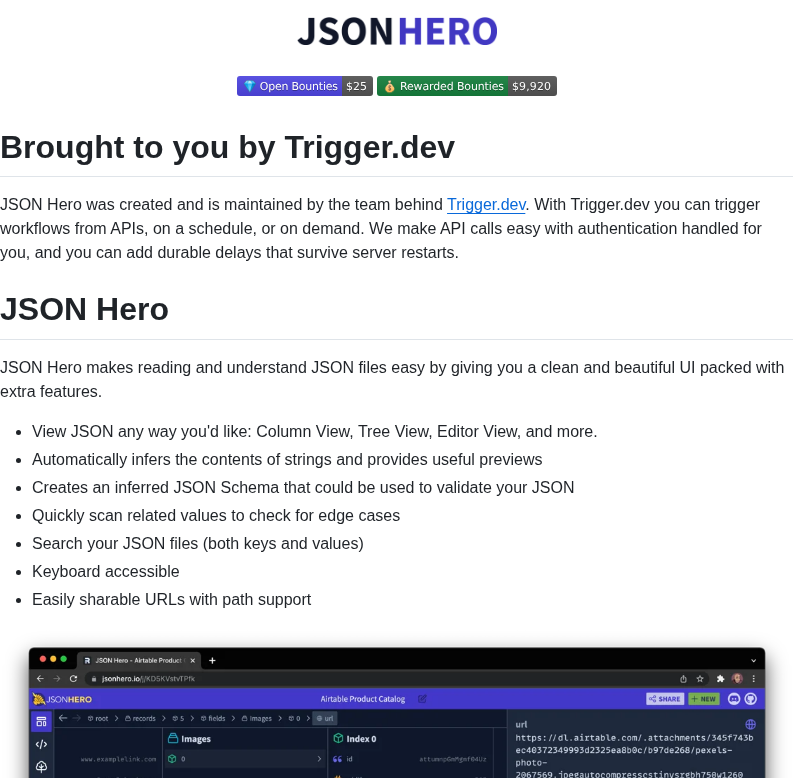 JSON HERO
Open Bounties $25 Rewarded Bounties $9,920
Brought to you by Trigger.dev
JSON Hero was created and is maintained by the team behind Trigger.dev. With Trigger.dev you can trigger
workflows from APIs, on a schedule, or on demand. We make API calls easy with authentication handled for
you, and you can add durable delays that survive server restarts.
JSON Hero
JSON Hero makes reading and understand JSON files easy by giving you a clean and beautiful UI packed with
extra features.
View JSON any way you'd like: Column View, Tree View, Editor View, and more.
Automatically infers the contents of strings and provides useful previews
Creates an inferred JSON Schema that could be used to validate your JSON
Quickly scan related values to check for edge cases
Search your JSON files (both keys and values)
Keyboard accessible
Easily sharable URLs with path support
JSON Hero - Airtable Product
jsonhero.io/j/
JSONHERO Airtable Product Catalog SHARE NEW
root records 5 fields Images 0 url
Images Index 0
url
https://dl.airtable.com/.attachments/345f743b
ec40372349993d2325ea8b0c/b97de268/pexels-
photo-
www.examplelink.com 0 id
2067569.jpegautocompresscstinysrgbh750w1260